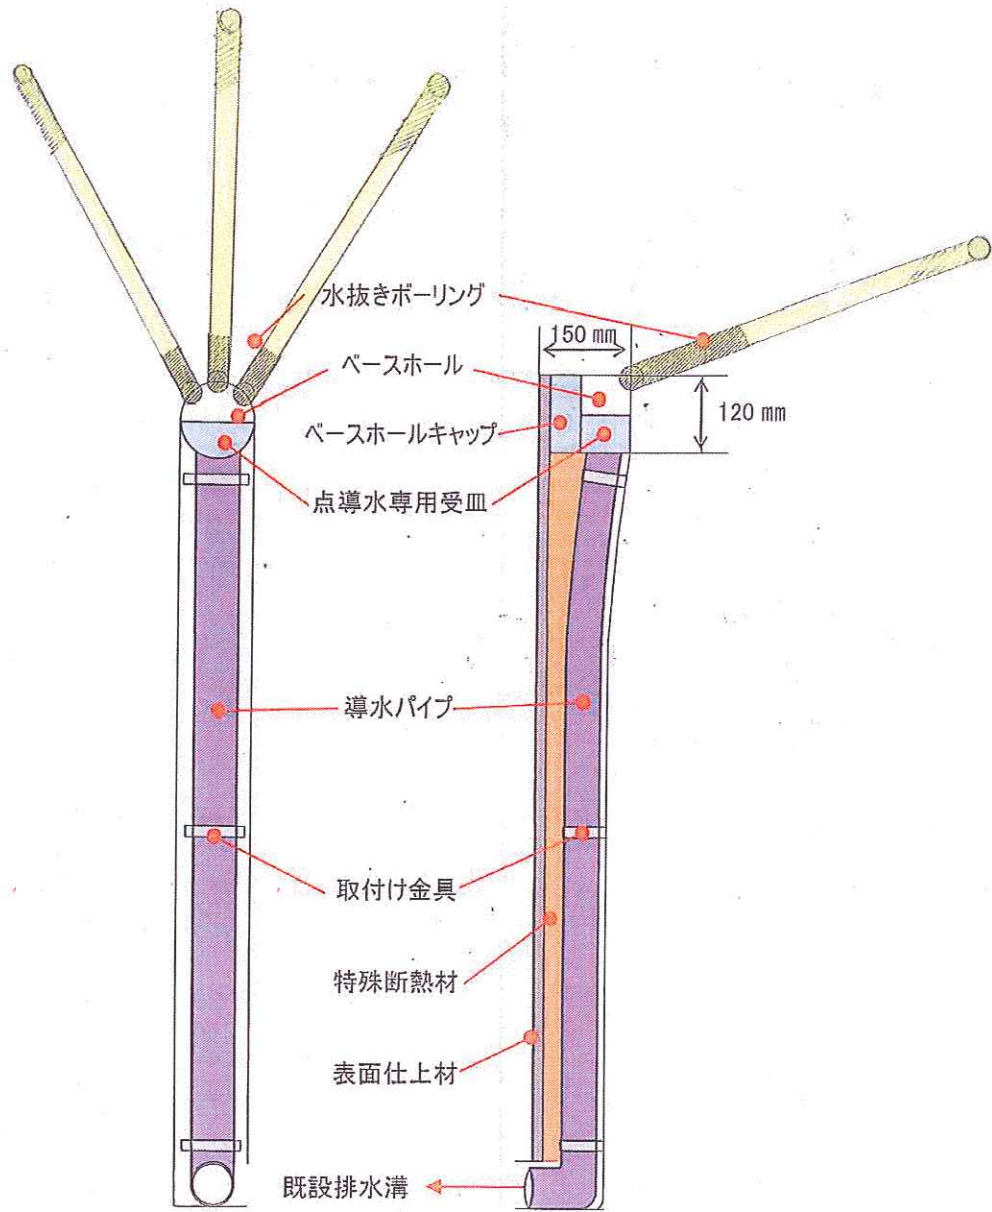 水抜きボーリング
150 mm
ベースホール
120 mm
ベースホールキャップ
点導水専用受皿
導水パイプ
取付け金具
特殊断熱材
表面仕上材
既設排水溝